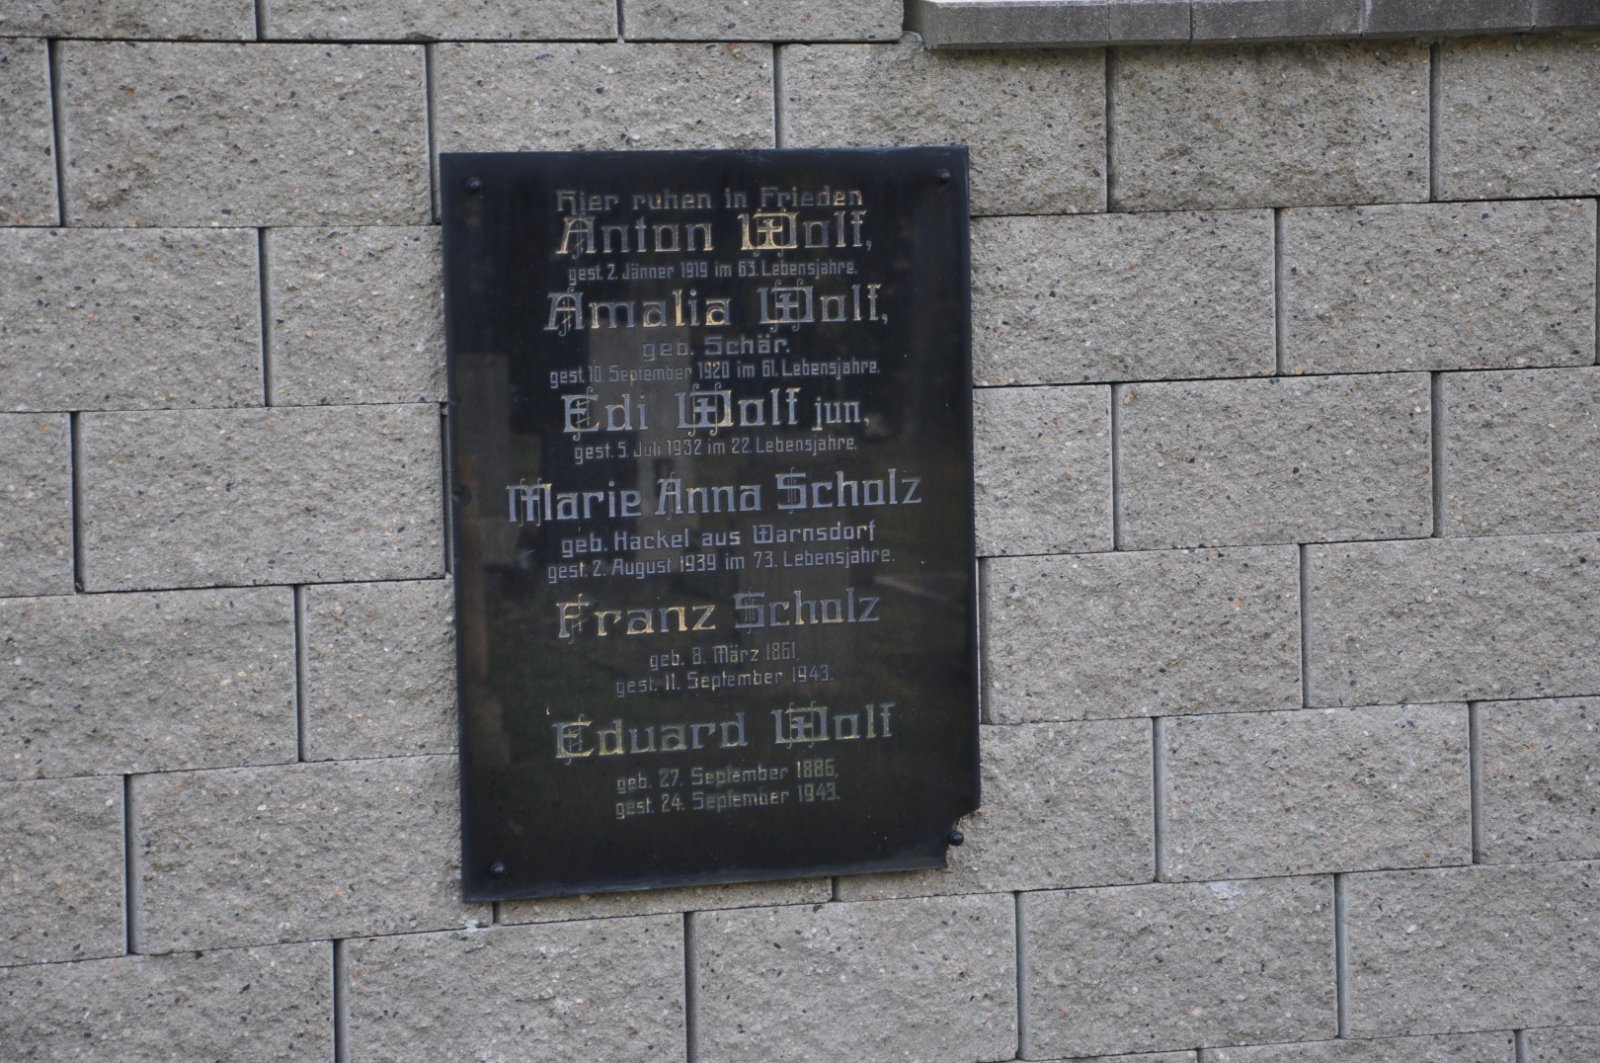 Hier ruhen in Frieden
Anton Wolf,
gest. 2. Jänner 1919 im 63. Lebensjahre.
Amalia Wolf,
geb. Schär.
gest. 10. September 1920 im 61. Lebensjahre.
Edi Wolf jun,
gest. 5. Juli 1932 im 22. Lebensjahre.
Marie Anna Scholz
geb. Hackel aus Warnsdorf
gest. 2. August 1939 im 73. Lebensjahre.
Franz Scholz
geb. 8. März 1861,
gest. 11. September 1943.
Eduard Wolf
geb. 27. September 1886,
gest. 24. September 1943.